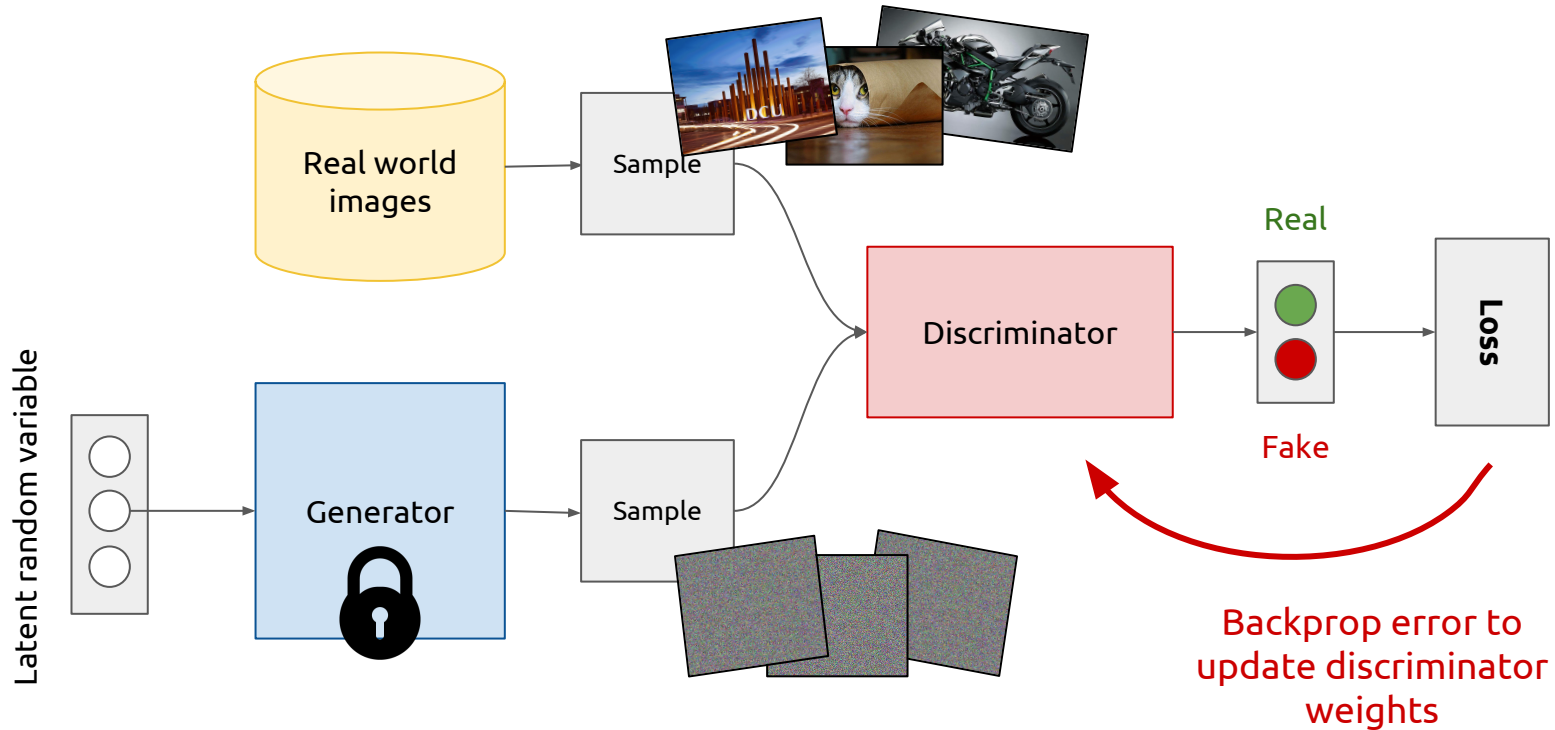 Real world
images
Sample
DCU
Real
Discriminator
Loss
Fake
Latent random variable
Generator
Sample
Backprop error to
update discriminator
weights